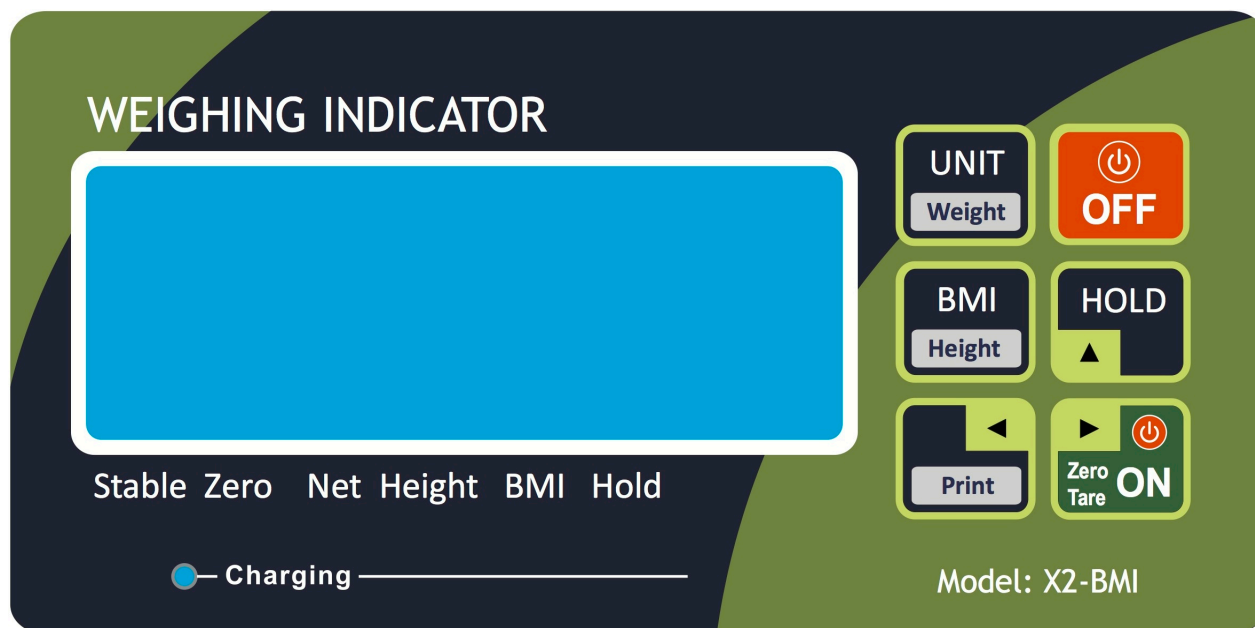 WEIGHING INDICATOR
UNIT
Weight
OFF
BMI
Height
HOLD
Print
Zero
Tare
ON
Stable Zero Net Height BMI Hold
Charging
Model: X2-BMI